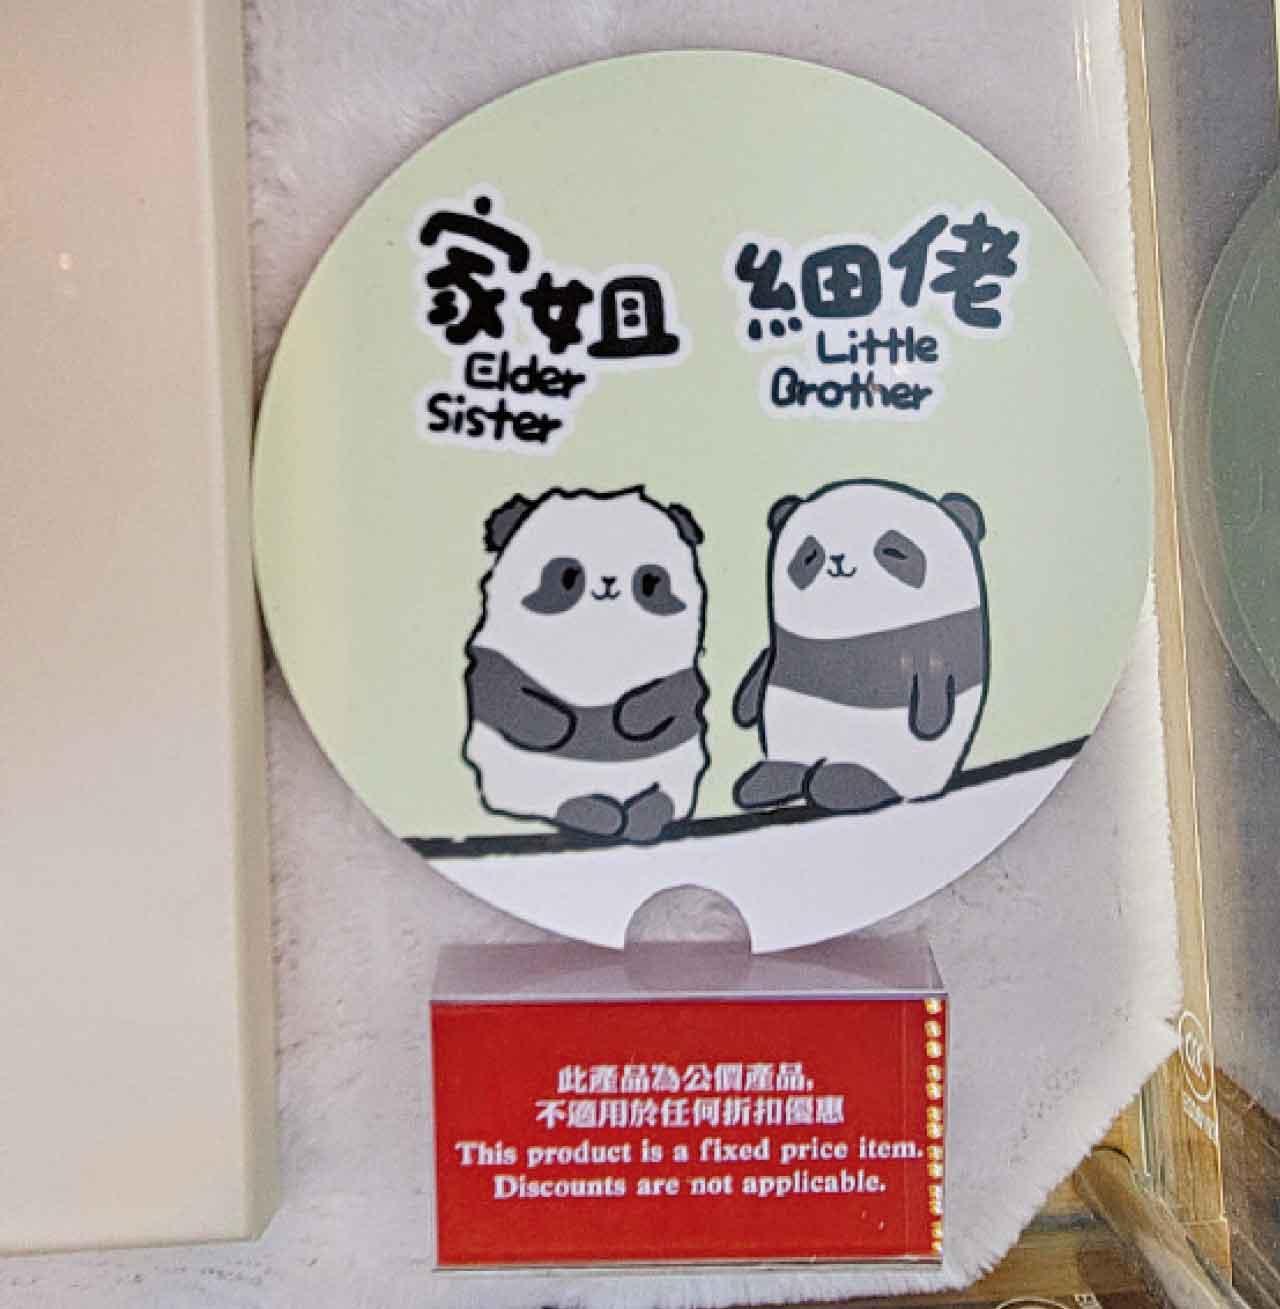 家姐
Elder
Sister
細佬
Little
Brother
此產品為公價產品,
不適用於任何折扣優惠
This product is a fixed price item.
Discounts are not applicable.